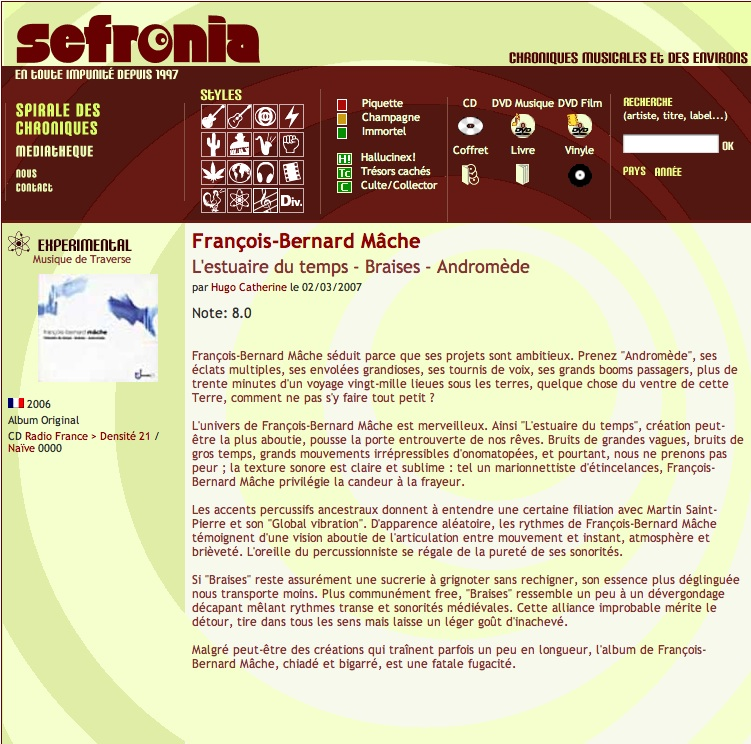 sefronia
CHRONIQUES MUSICALES ET DES ENVIRONS
EN TOUTE IMPUNITÉ DEPUIS 1997
SPIRALE DES
CHRONIQUES
MEDIATHEQUE
NOUS
CONTACT
STYLES
Div.
Piquette
Champagne
Immortel
H! Hallucinex!
Tc Trésors cachés
C Culte/Collector
CD DVD Musique DVD Film
DVD DVD
Coffret Livre Vinyle
RECHERCHE
(artiste, titre, label...)
OK
PAYS ANNÉE
EXPERIMENTAL
Musique de Traverse
françois-bernard mâche
2006
Album Original
CD Radio France > Densité 21 /
Naïve 0000
François-Bernard Mâche
L'estuaire du temps - Braises - Andromède
par Hugo Catherine le 02/03/2007
Note: 8.0
François-Bernard Mâche séduit parce que ses projets sont ambitieux. Prenez "Andromède", ses
éclats multiples, ses envolées grandioses, ses tournis de voix, ses grands booms passagers, plus de
trente minutes d'un voyage vingt-mille lieues sous les terres, quelque chose du ventre de cette
Terre, comment ne pas s'y faire tout petit ?
L'univers de François-Bernard Mâche est merveilleux. Ainsi "L'estuaire du temps", création peut-
être la plus aboutie, pousse la porte entrouverte de nos rêves. Bruits de grandes vagues, bruits de
gros temps, grands mouvements irrépressibles d'onomatopées, et pourtant, nous ne prenons pas
peur ; la texture sonore est claire et sublime : tel un marionnettiste d'étincelances, François-
Bernard Mâche privilégie la candeur à la frayeur.
Les accents percussifs ancestraux donnent à entendre une certaine filiation avec Martin Saint-
Pierre et son "Global vibration". D'apparence aléatoire, les rythmes de François-Bernard Mâche
témoignent d'une vision aboutie de l'articulation entre mouvement et instant, atmosphère et
brièveté. L'oreille du percussionniste se régale de la pureté de ses sonorités.
Si "Braises" reste assurément une sucrerie à grignoter sans rechigner, son essence plus déglinguée
nous transporte moins. Plus communément free, "Braises" ressemble un peu à un dévergondage
décapant mêlant rythmes transe et sonorités médiévales. Cette alliance improbable mérite le
détour, tire dans tous les sens mais laisse un léger goût d'inachevé.
Malgré peut-être des créations qui traînent parfois un peu en longueur, l'album de François-
Bernard Mâche, chiadé et bigarré, est une fatale fugacité.